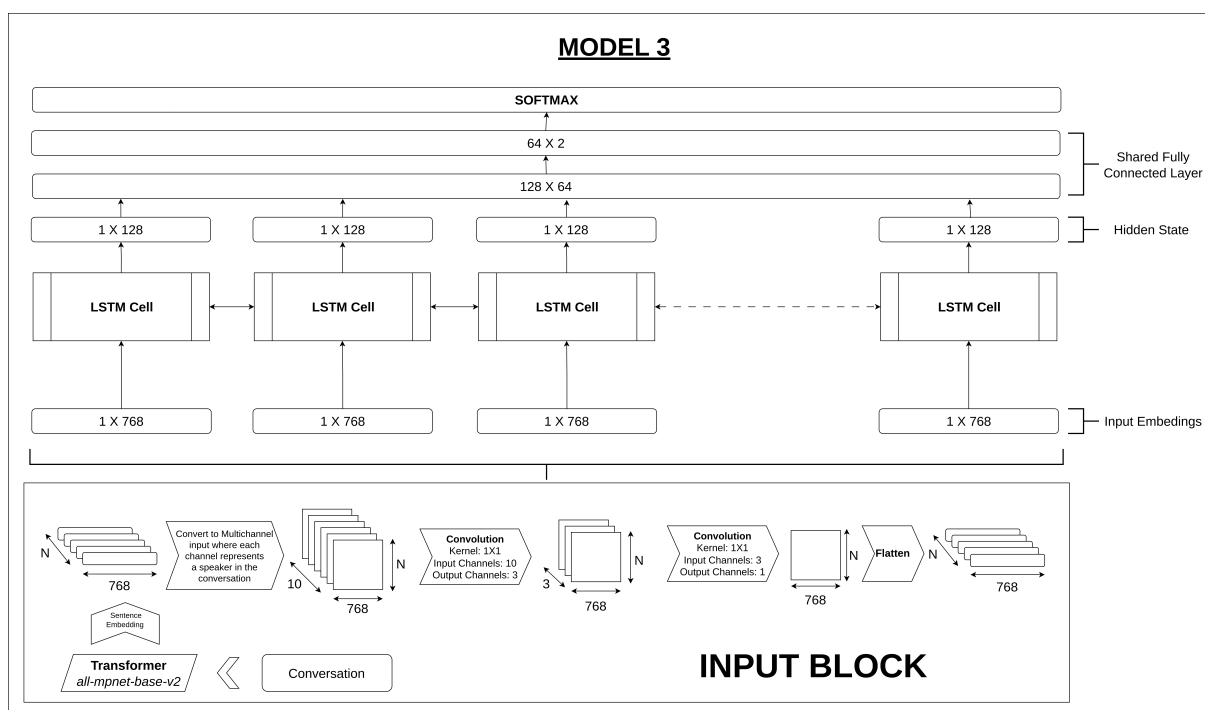 MODEL 3
SOFTMAX
64 X 2
128 X 64
Shared Fully
Connected Layer
1 X 128
1 X 128
1 X 128
1 X 128
Hidden State
LSTM Cell
LSTM Cell
LSTM Cell
LSTM Cell
1 X 768
1 X 768
1 X 768
1 X 768
Input Embedings
N
768
Convert to Multichannel
input where each
channel represents
a speaker in the
conversation
10
N
768
Convolution
Kernel: 1X1
Input Channels: 10
Output Channels: 3
3
N
768
Convolution
Kernel: 1X1
Input Channels: 3
Output Channels: 1
N
768
Flatten
N
768
Sentence
Embedding
Transformer
all-mpnet-base-v2
Conversation
INPUT BLOCK